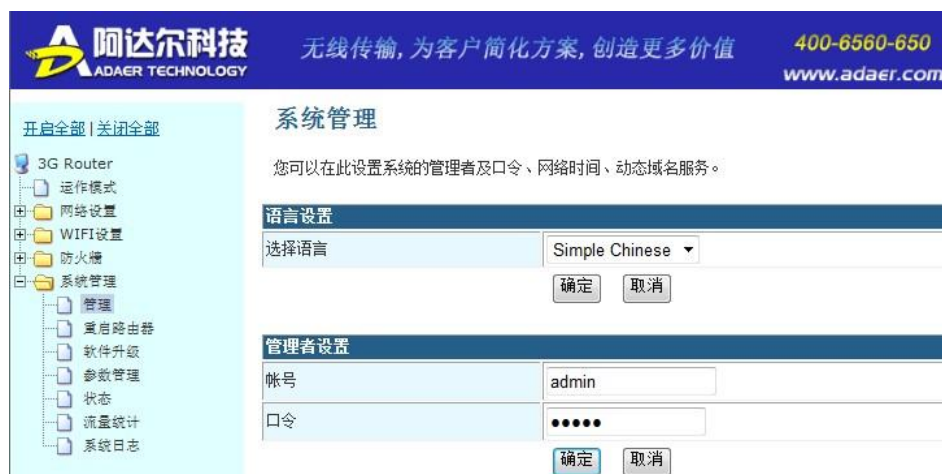 阿达尔科技
ADAER TECHNOLOGY
无线传输,为客户简化方案,创造更多价值
400-6560-650
www.adaer.com
开启全部|关闭全部
3G Router
运作模式
网络设置
WIFI设置
防火墙
系统管理
管理
重启路由器
软件升级
参数管理
状态
流量统计
系统日志
系统管理
您可以在此设置系统的管理者及口令、网络时间、动态域名服务。
语言设置
选择语言 Simple Chinese
确定 取消
管理者设置
帐号 admin
口令 •••••
确定 取消